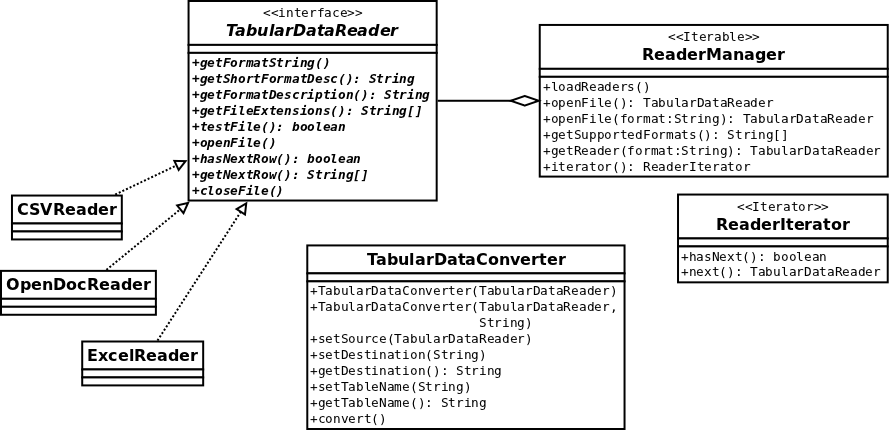 <<interface>>
TabularDataReader
+getFormatString()
+getShortFormatDesc(): String
+getFormatDescription(): String
+getFileExtensions(): String[]
+testFile(): boolean
+openFile()
+hasNextRow(): boolean
+getNextRow(): String[]
+closeFile()
<<Iterable>>
ReaderManager
+loadReaders()
+openFile(): TabularDataReader
+openFile(format:String): TabularDataReader
+getSupportedFormats(): String[]
+getReader(format:String): TabularDataReader
+iterator(): ReaderIterator
CSVReader
OpenDocReader
ExcelReader
<<Iterator>>
ReaderIterator
+hasNext(): boolean
+next(): TabularDataReader
TabularDataConverter
+TabularDataConverter(TabularDataReader)
+TabularDataConverter(TabularDataReader,
String)
+setSource(TabularDataReader)
+setDestination(String)
+getDestination(): String
+setTableName(String)
+getTableName(): String
+convert()